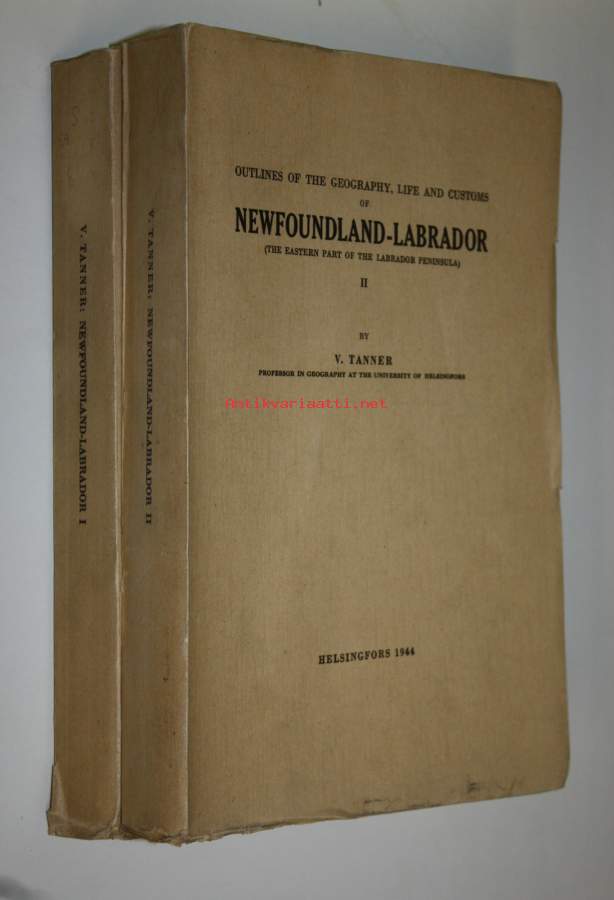 V. TANNER: NEWFOUNDLAND-LABRADOR I
V. TANNER: NEWFOUNDLAND-LABRADOR II
OUTLINES OF THE GEOGRAPHY, LIFE AND CUSTOMS
OF
NEWFOUNDLAND-LABRADOR
(THE EASTERN PART OF THE LABRADOR PENINSULA)
II
BY
V. TANNER
PROFESSOR IN GEOGRAPHY AT THE UNIVERSITY OF HELSINGFORS
Antikvariaatti.net
HELSINGFORS 1944